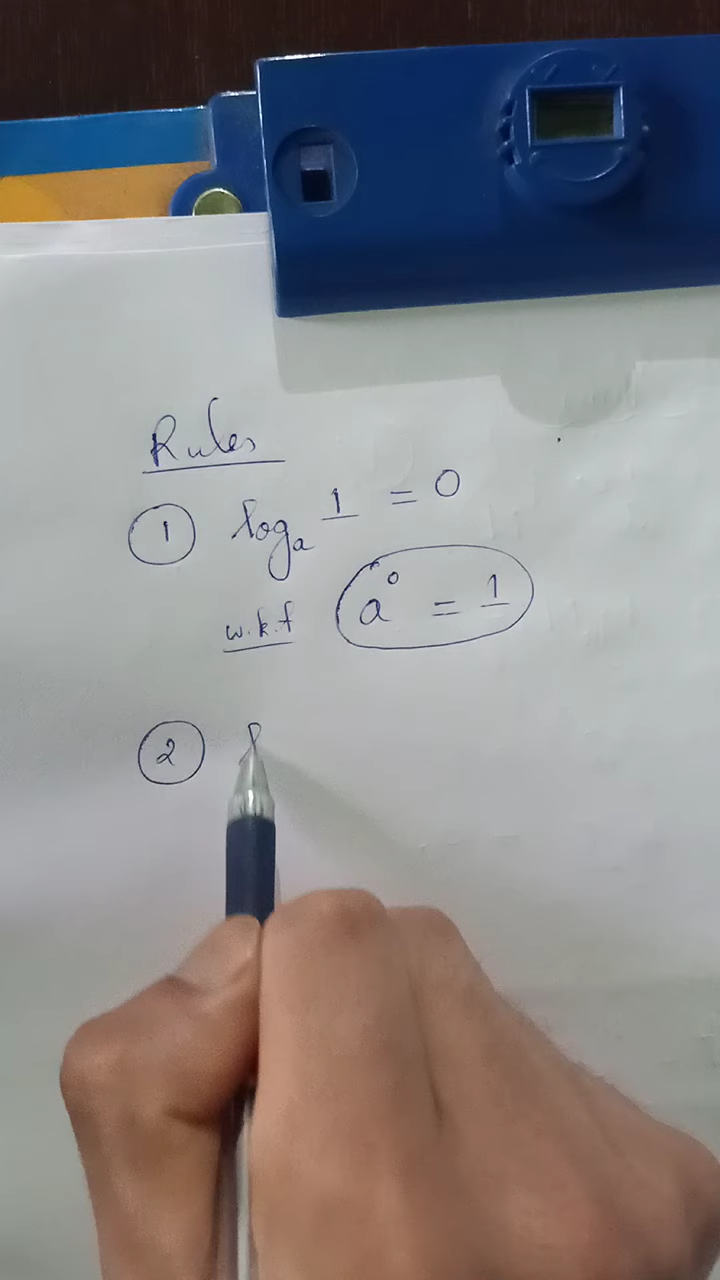 Rules
① logₐ 1 = 0
w.k.f a⁰ = 1
②